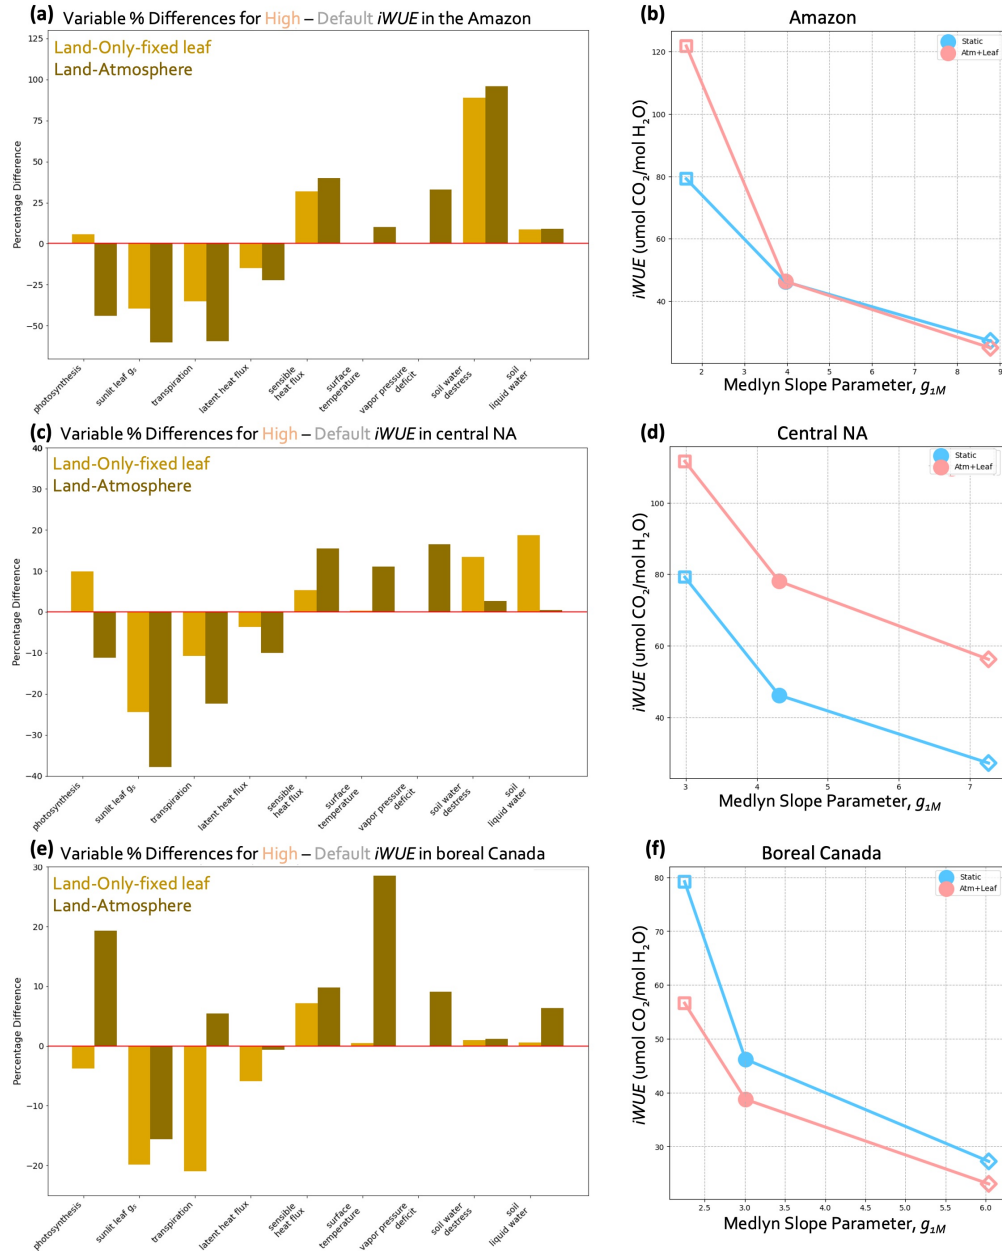 (a) Variable % Differences for High – Default iWUE in the Amazon
Land-Only-fixed leaf
Land-Atmosphere
Percentage Difference
125
100
75
50
25
0
−25
−50
photosynthesis
sunlit leaf gₛ
transpiration
latent heat flux
sensible
heat flux
surface
temperature
vapor pressure
deficit
soil water
destress
soil
liquid water
(b) Amazon
Static
Atm+Leaf
iWUE (umol CO₂/mol H₂O)
120
100
80
60
40
2 3 4 5 6 7 8 9
Medlyn Slope Parameter, g₁M
(c) Variable % Differences for High – Default iWUE in central NA
Land-Only-fixed leaf
Land-Atmosphere
Percentage Difference
40
30
20
10
0
−10
−20
−30
−40
photosynthesis
sunlit leaf gₛ
transpiration
latent heat flux
sensible
heat flux
surface
temperature
vapor pressure
deficit
soil water
destress
soil
liquid water
(d) Central NA
Static
Atm+Leaf
iWUE (umol CO₂/mol H₂O)
100
80
60
40
3 4 5 6 7
Medlyn Slope Parameter, g₁M
(e) Variable % Differences for High – Default iWUE in boreal Canada
Land-Only-fixed leaf
Land-Atmosphere
Percentage Difference
30
20
10
0
−10
−20
photosynthesis
sunlit leaf gₛ
transpiration
latent heat flux
sensible
heat flux
surface
temperature
vapor pressure
deficit
soil water
destress
soil
liquid water
(f) Boreal Canada
Static
Atm+Leaf
iWUE (umol CO₂/mol H₂O)
80
70
60
50
40
30
2.5 3.0 3.5 4.0 4.5 5.0 5.5 6.0
Medlyn Slope Parameter, g₁M